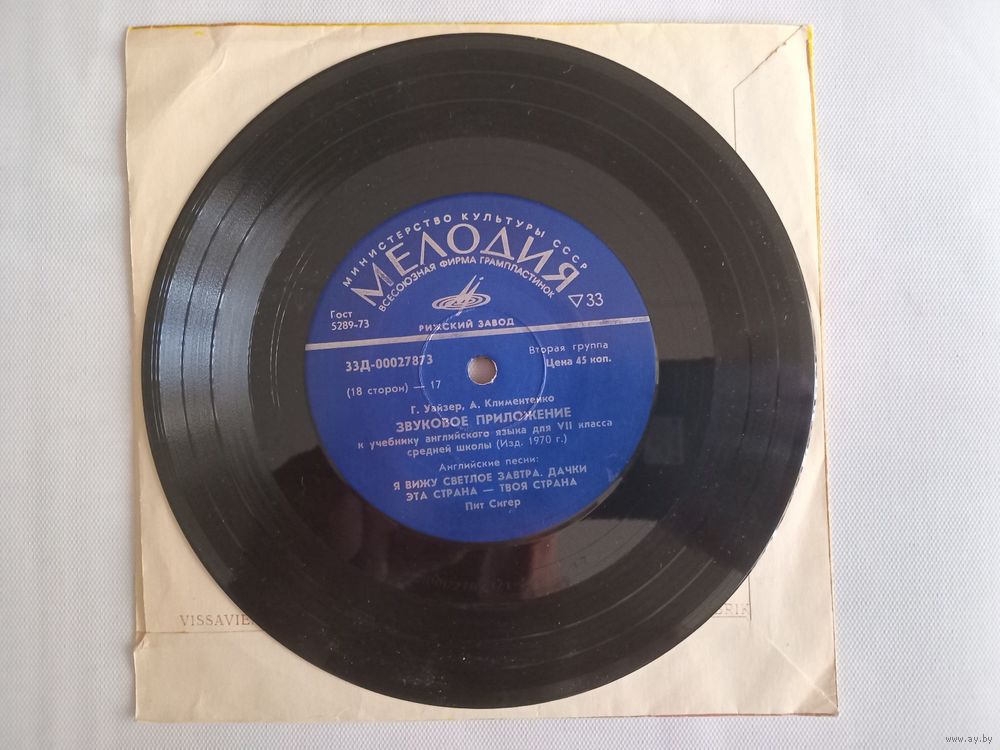 МИНИСТЕРСТВО КУЛЬТУРЫ СССР
МЕЛОДИЯ
ВСЕСОЮЗНАЯ ФИРМА ГРАМПЛАСТИНОК
33
Гост
5289-73
РИЖСКИЙ ЗАВОД
33Д-00027873
Вторая группа
Цена 45 коп.
(18 сторон) — 17
Г. Уайзер, А. Климентенко
ЗВУКОВОЕ ПРИЛОЖЕНИЕ
к учебнику английского языка для VII класса
средней школы (Изд. 1970 г.)
Английские песни:
Я ВИЖУ СВЕТЛОЕ ЗАВТРА. ДАЧКИ
ЭТА СТРАНА — ТВОЯ СТРАНА
Пит Сигер
www.ay.by